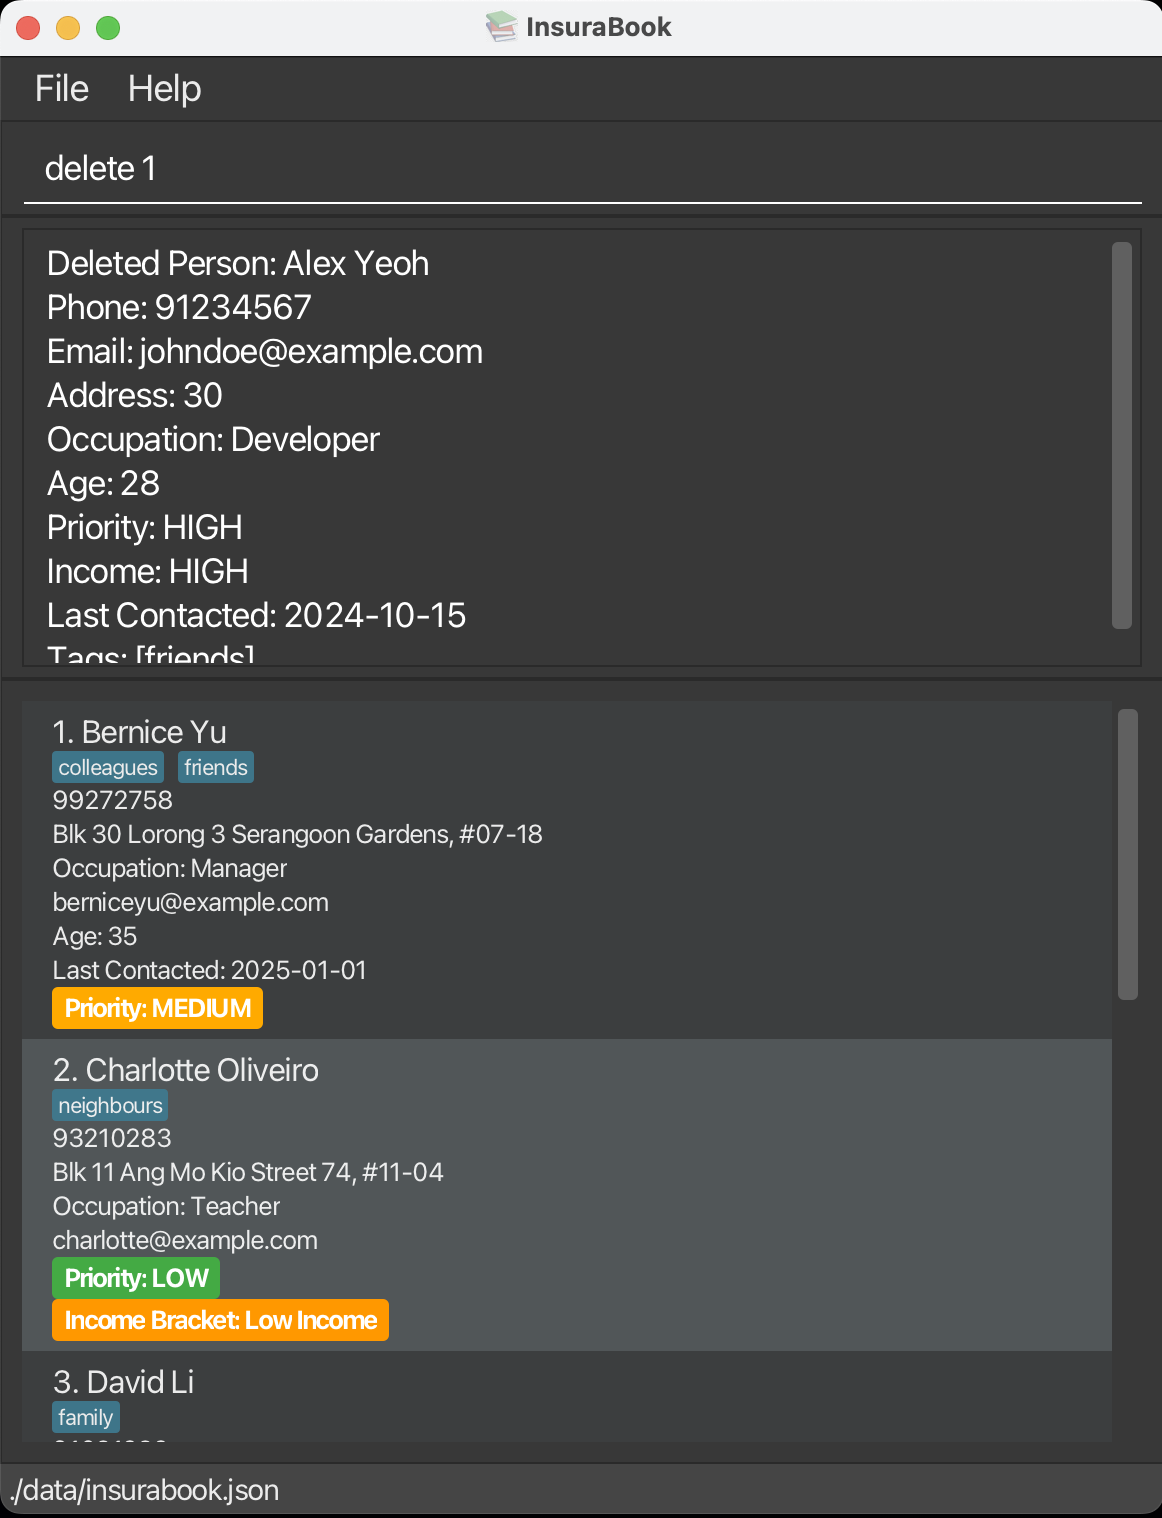 InsuraBook
File Help
delete 1
Deleted Person: Alex Yeoh
Phone: 91234567
Email: johndoe@example.com
Address: 30
Occupation: Developer
Age: 28
Priority: HIGH
Income: HIGH
Last Contacted: 2024-10-15
Tags: [friends]
1. Bernice Yu
colleagues friends
99272758
Blk 30 Lorong 3 Serangoon Gardens, #07-18
Occupation: Manager
berniceyu@example.com
Age: 35
Last Contacted: 2025-01-01
Priority: MEDIUM
2. Charlotte Oliveiro
neighbours
93210283
Blk 11 Ang Mo Kio Street 74, #11-04
Occupation: Teacher
charlotte@example.com
Priority: LOW
Income Bracket: Low Income
3. David Li
family
./data/insurabook.json